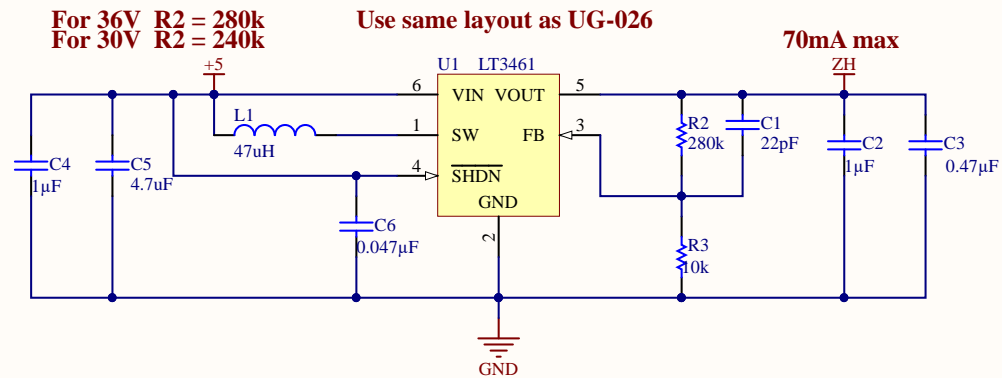 For 36V R2 = 280k
For 30V R2 = 240k
Use same layout as UG-026
70mA max
+5
U1 LT3461
ZH
6 VIN VOUT 5
L1
47uH
1 SW FB 3
R2
280k
C1
22pF
C4
1µF
C5
4.7uF
4 SHDN
C2
1µF
C3
0.47µF
GND
2
C6
0.047µF
R3
10k
GND